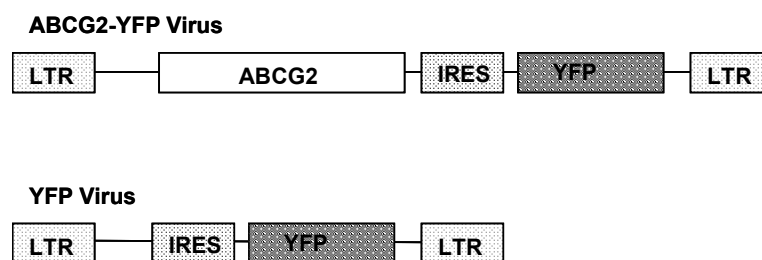 ABCG2-YFP Virus
LTR ABCG2 IRES YFP LTR
YFP Virus
LTR IRES YFP LTR